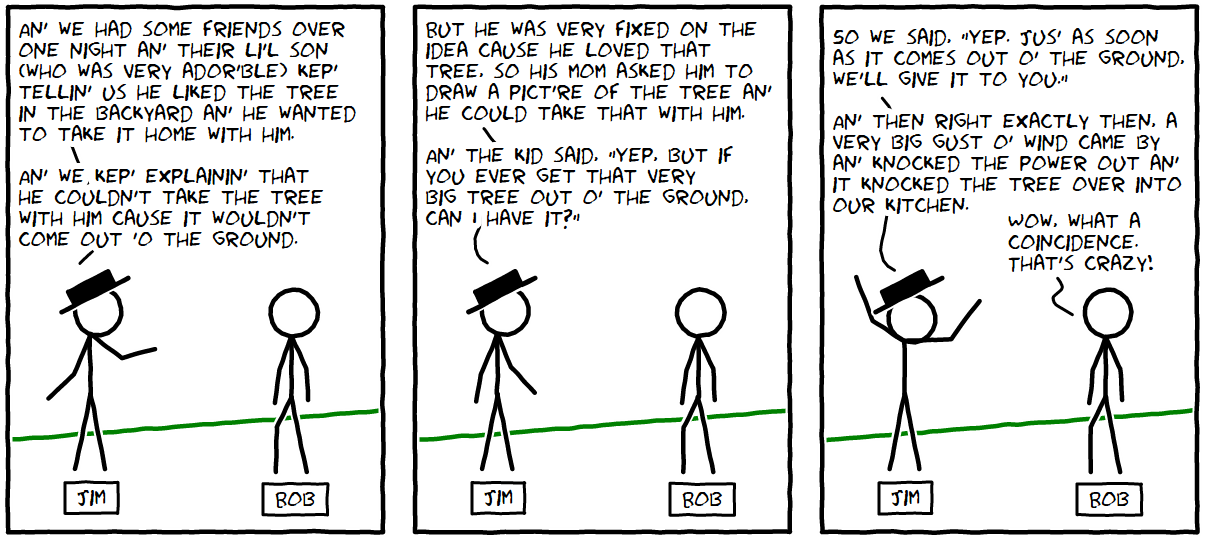 AN' WE HAD SOME FRIENDS OVER
ONE NIGHT AN' THEIR LI'L SON
(WHO WAS VERY ADOR'BLE) KEP'
TELLIN' US HE LIKED THE TREE
IN THE BACKYARD AN' HE WANTED
TO TAKE IT HOME WITH HIM.
AN' WE KEP' EXPLAININ' THAT
HE COULDN'T TAKE THE TREE
WITH HIM CAUSE IT WOULDN'T
COME OUT 'O THE GROUND.
JIM
BOB
BUT HE WAS VERY FIXED ON THE
IDEA CAUSE HE LOVED THAT
TREE. SO HIS MOM ASKED HIM TO
DRAW A PICT'RE OF THE TREE AN'
HE COULD TAKE THAT WITH HIM.
AN' THE KID SAID, "YEP, BUT IF
YOU EVER GET THAT VERY
BIG TREE OUT O' THE GROUND,
CAN I HAVE IT?"
JIM
BOB
SO WE SAID, "YEP. JUS' AS SOON
AS IT COMES OUT O' THE GROUND,
WE'LL GIVE IT TO YOU."
AN' THEN RIGHT EXACTLY THEN, A
VERY BIG GUST O' WIND CAME BY
AN' KNOCKED THE POWER OUT AN'
IT KNOCKED THE TREE OVER INTO
OUR KITCHEN.
WOW, WHAT A
COINCIDENCE.
THAT'S CRAZY!
JIM
BOB